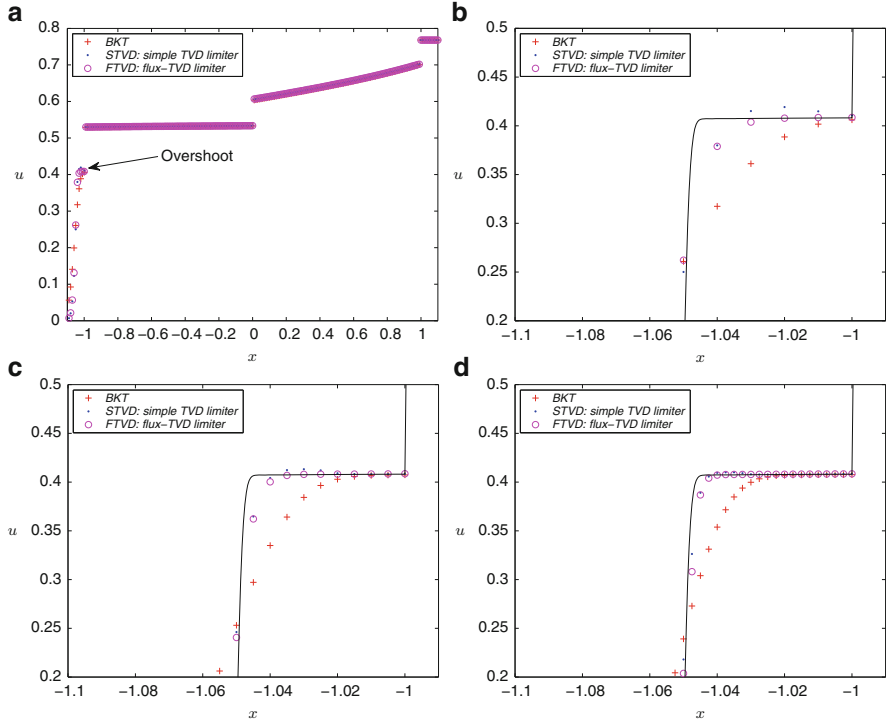 a
0.8
0.7
0.6
0.5
0.4
0.3
0.2
0.1
0
u
BKT
STVD: simple TVD limiter
FTVD: flux-TVD limiter
Overshoot
−1 −0.8 −0.6 −0.4 −0.2 0 0.2 0.4 0.6 0.8 1
x
b
0.5
0.45
0.4
0.35
0.3
0.25
0.2
u
BKT
STVD: simple TVD limiter
FTVD: flux−TVD limiter
−1.1 −1.08 −1.06 −1.04 −1.02 −1
x
c
0.5
0.45
0.4
0.35
0.3
0.25
0.2
u
BKT
STVD: simple TVD limiter
FTVD: flux-TVD limiter
−1.1 −1.08 −1.06 −1.04 −1.02 −1
x
d
0.5
0.45
0.4
0.35
0.3
0.25
0.2
u
BKT
STVD: simple TVD limiter
FTVD: flux-TVD limiter
−1.1 −1.08 −1.06 −1.04 −1.02 −1
x